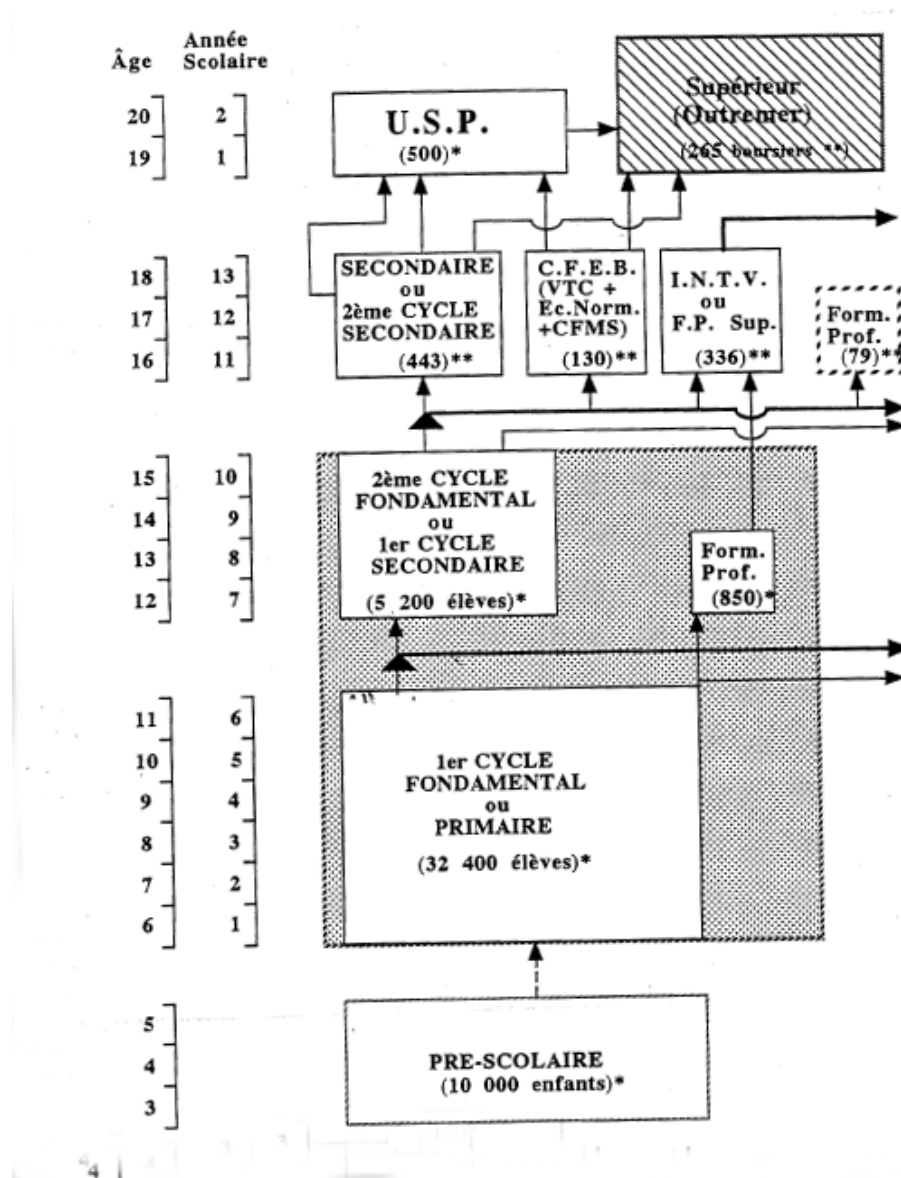 Âge
Année
Scolaire
20
2
19
1
U.S.P.
(500)*
Supérieur
(Outremer)
(265 boursiers **)
18
13
17
12
16
11
SECONDAIRE
ou
2ème CYCLE
SECONDAIRE
(443)**
C.F.E.B.
(VTC +
Ec.Norm.
+CFMS)
(130)**
I.N.T.V.
ou
F.P. Sup.
(336)**
Form.
Prof.
(79)**
15
10
14
9
13
8
12
7
2ème CYCLE
FONDAMENTAL
ou
1er CYCLE
SECONDAIRE
(5 200 élèves)*
Form.
Prof.
(850)*
11
6
10
5
9
4
8
3
7
2
6
1
1er CYCLE
FONDAMENTAL
ou
PRIMAIRE
(32 400 élèves)*
5
4
3
PRE-SCOLAIRE
(10 000 enfants)*